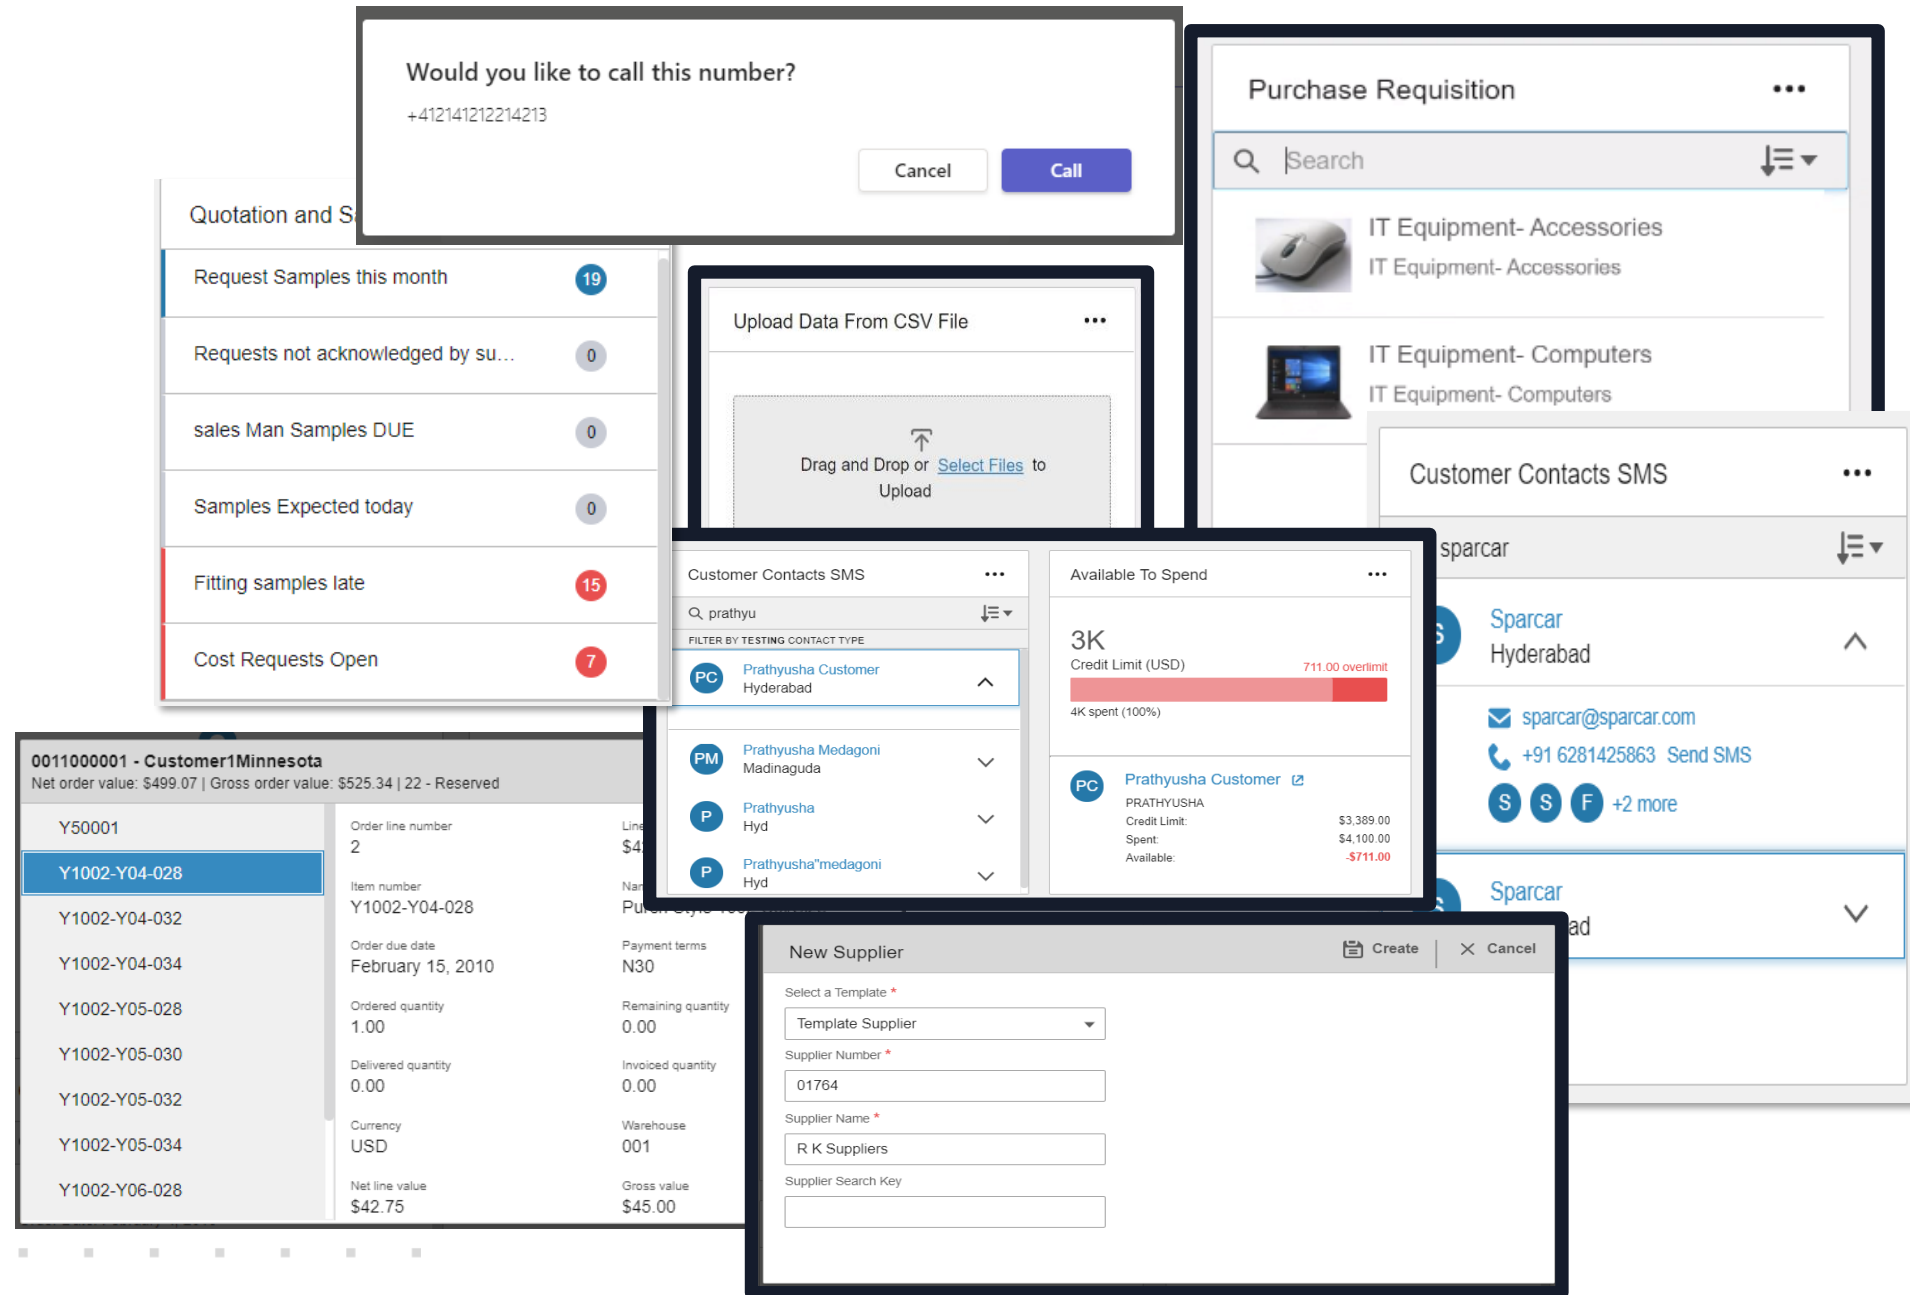 Would you like to call this number?
+412141212214213
Cancel
Call
Purchase Requisition
Search
IT Equipment- Accessories
IT Equipment- Accessories
IT Equipment- Computers
IT Equipment- Computers
Quotation and S
Request Samples this month 19
Requests not acknowledged by su... 0
sales Man Samples DUE 0
Samples Expected today 0
Fitting samples late 15
Cost Requests Open 7
Upload Data From CSV File
Drag and Drop or Select Files to
Upload
Customer Contacts SMS
sparcar
S Sparcar
Hyderabad
sparcar@sparcar.com
+91 6281425863 Send SMS
S S F +2 more
S Sparcar
ad
Customer Contacts SMS
prathyu
FILTER BY TESTING CONTACT TYPE
PC Prathyusha Customer
Hyderabad
PM Prathyusha Medagoni
Madinaguda
P Prathyusha
Hyd
P Prathyusha"medagoni
Hyd
Available To Spend
3K
Credit Limit (USD) 711.00 overlimit
4K spent (100%)
PC Prathyusha Customer
PRATHYUSHA
Credit Limit: $3,389.00
Spent: $4,100.00
Available: -$711.00
0011000001 - Customer1Minnesota
Net order value: $499.07 | Gross order value: $525.34 | 22 - Reserved
Y50001
Y1002-Y04-028
Y1002-Y04-032
Y1002-Y04-034
Y1002-Y05-028
Y1002-Y05-030
Y1002-Y05-032
Y1002-Y05-034
Y1002-Y06-028
Order line number
2
Line
$4
Item number
Y1002-Y04-028
Order due date
February 15, 2010
Payment terms
N30
Ordered quantity
1.00
Remaining quantity
0.00
Delivered quantity
0.00
Invoiced quantity
0.00
Currency
USD
Warehouse
001
Net line value
$42.75
Gross value
$45.00
New Supplier
Create
Cancel
Select a Template *
Template Supplier
Supplier Number *
01764
Supplier Name *
R K Suppliers
Supplier Search Key